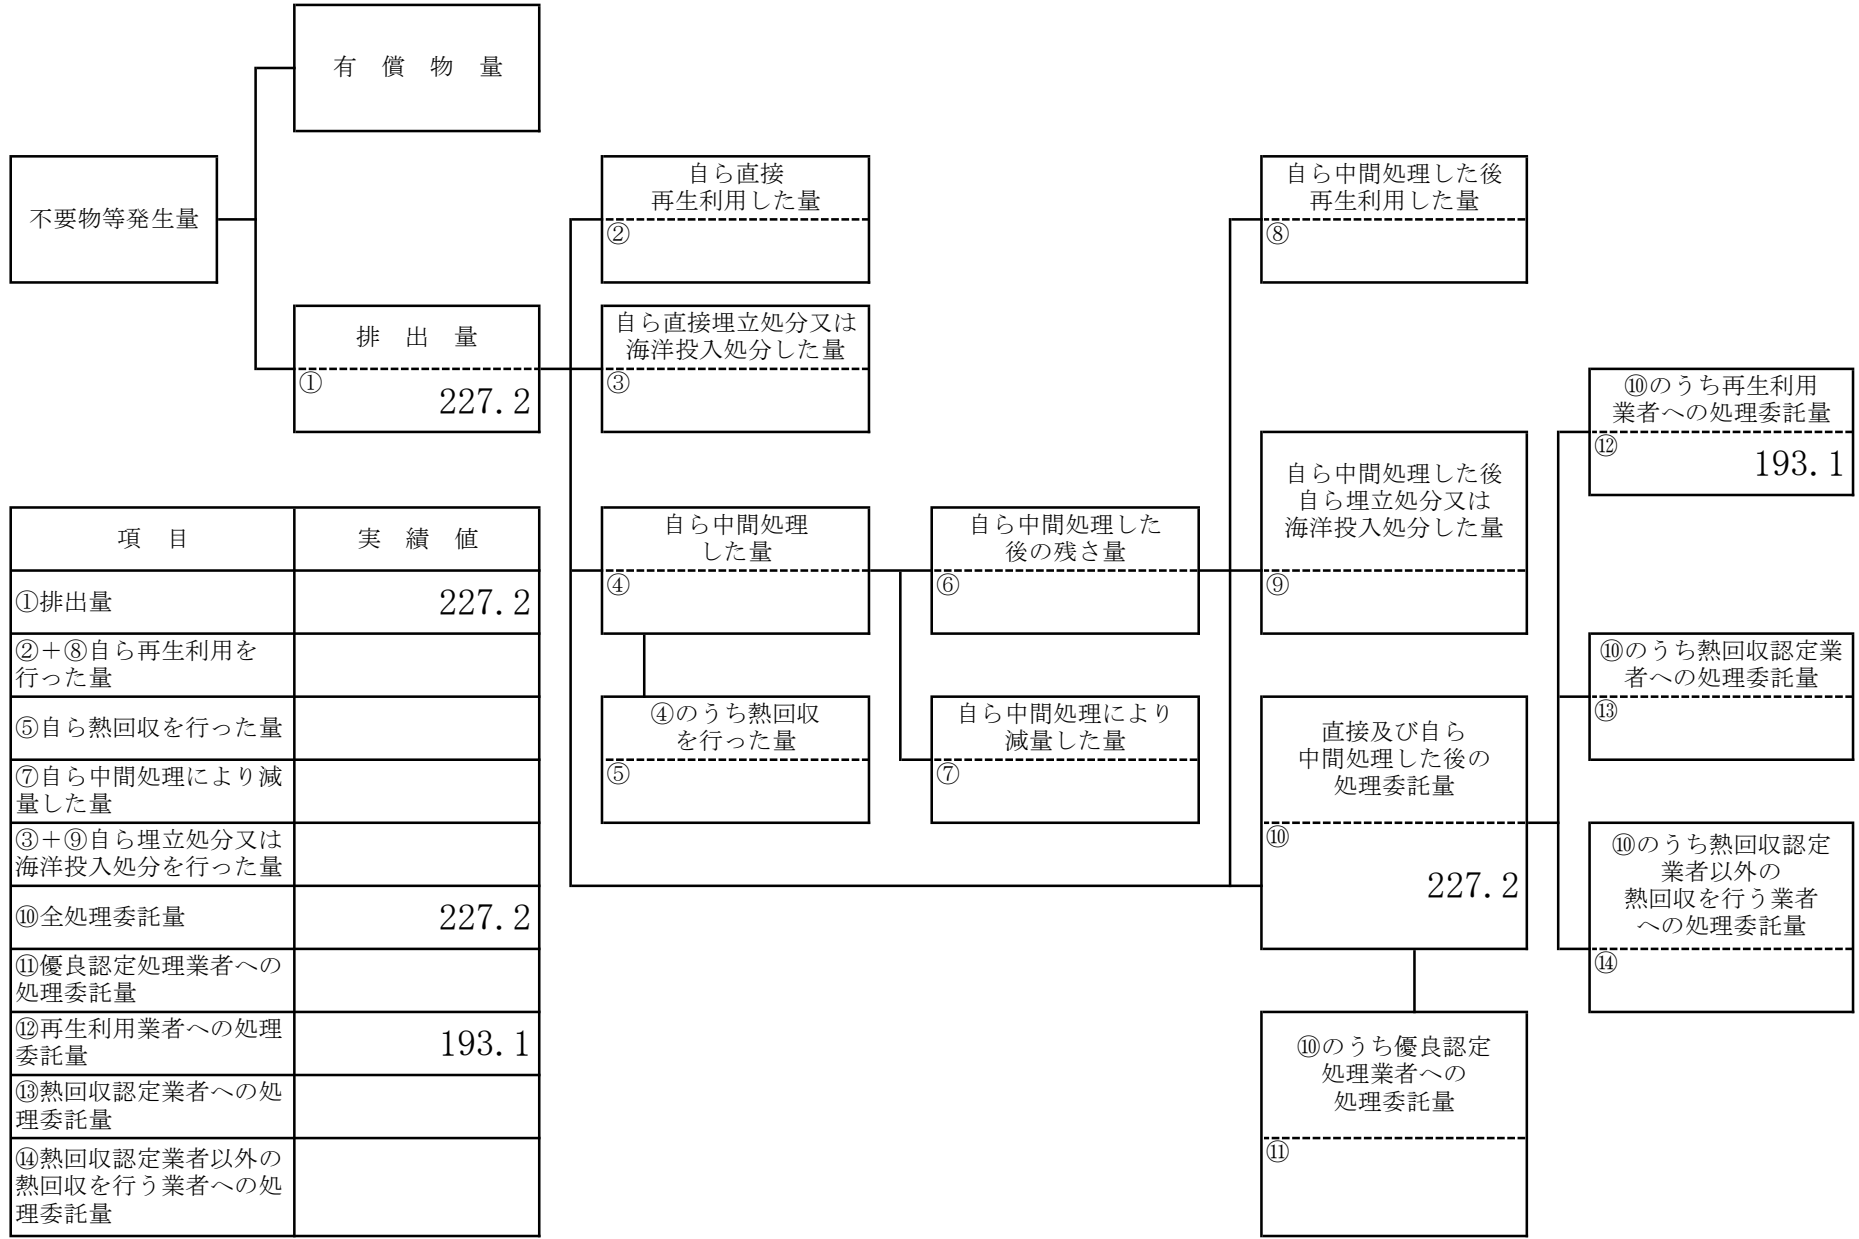 有　償　物　量
不要物等発生量
排　出　量
①
227.2
自ら直接
再生利用した量
②
自ら直接埋立処分又は
海洋投入処分した量
③
自ら中間処理
した量
④
④のうち熱回収
を行った量
⑤
自ら中間処理した
後の残さ量
⑥
自ら中間処理により
減量した量
⑦
自ら中間処理した後
再生利用した量
⑧
自ら中間処理した後
自ら埋立処分又は
海洋投入処分した量
⑨
直接及び自ら
中間処理した後の
処理委託量
⑩
227.2
⑩のうち優良認定
処理業者への
処理委託量
⑪
⑩のうち再生利用
業者への処理委託量
⑫
193.1
⑩のうち熱回収認定業
者への処理委託量
⑬
⑩のうち熱回収認定
業者以外の
熱回収を行う業者
への処理委託量
⑭
項　目
実　績　値
①排出量
227.2
②＋⑧自ら再生利用を
行った量
⑤自ら熱回収を行った量
⑦自ら中間処理により減
量した量
③＋⑨自ら埋立処分又は
海洋投入処分を行った量
⑩全処理委託量
227.2
⑪優良認定処理業者への
処理委託量
⑫再生利用業者への処理
委託量
193.1
⑬熱回収認定業者への処
理委託量
⑭熱回収認定業者以外の
熱回収を行う業者への処
理委託量